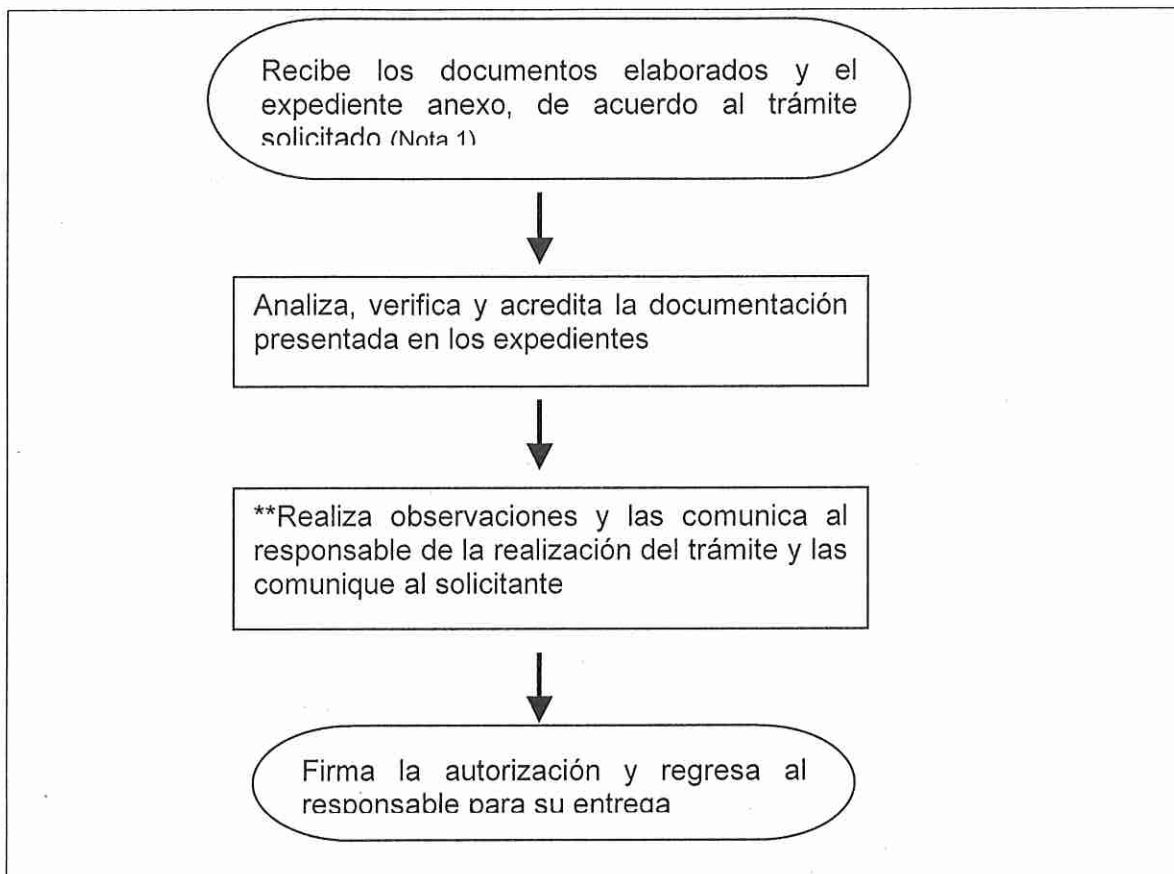 Recibe los documentos elaborados y el
expediente anexo, de acuerdo al trámite
solicitado (Nota 1)
Analiza, verifica y acredita la documentación
presentada en los expedientes
**Realiza observaciones y las comunica al
responsable de la realización del trámite y las
comunique al solicitante
Firma la autorización y regresa al
responsable para su entrega